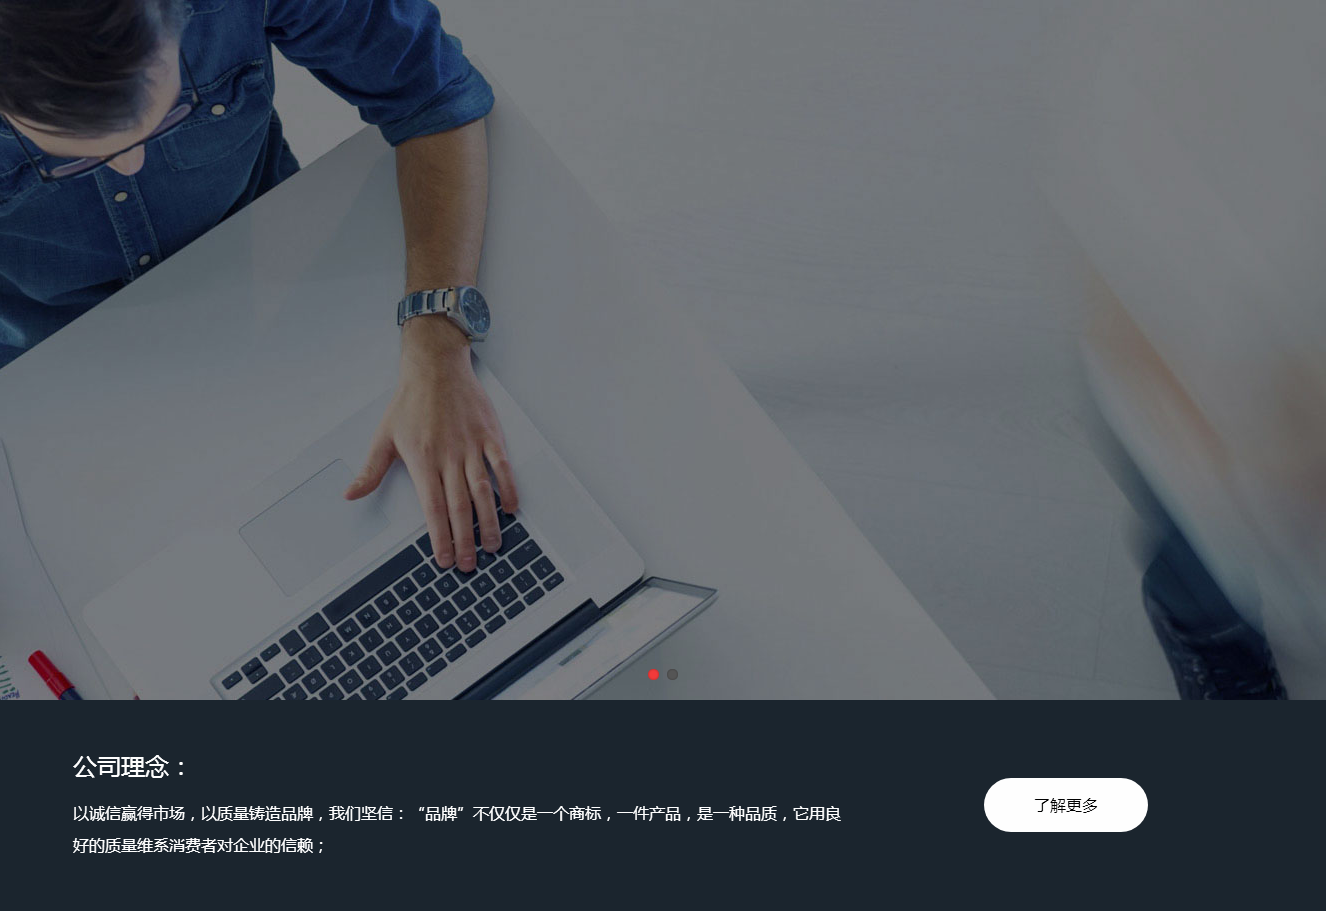 公司理念：
以诚信赢得市场，以质量铸造品牌，我们坚信：“品牌”不仅仅是一个商标，一件产品，是一种品质，它用良
好的质量维系消费者对企业的信赖；
了解更多